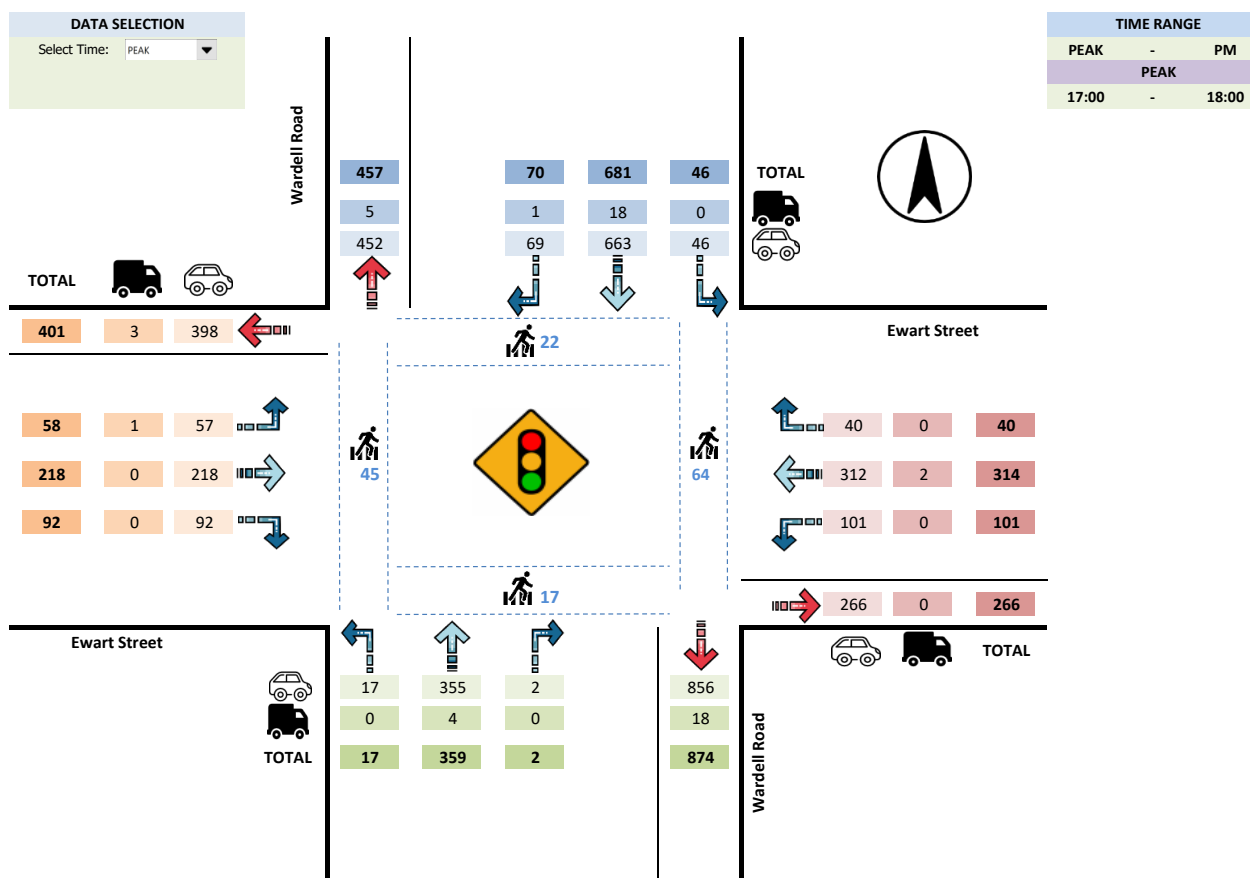 DATA SELECTION
Select Time: PEAK
TIME RANGE
PEAK - PM
PEAK
17:00 - 18:00
Wardell Road
457 70 681 46 TOTAL
5 1 18 0
452 69 663 46
TOTAL
401 3 398
Ewart Street
22
58 1 57
40 0 40
218 0 218
45
64
312 2 314
92 0 92
101 0 101
17
266 0 266
Ewart Street
TOTAL
17 355 2 856
0 4 0 18
TOTAL 17 359 2 874
Wardell Road